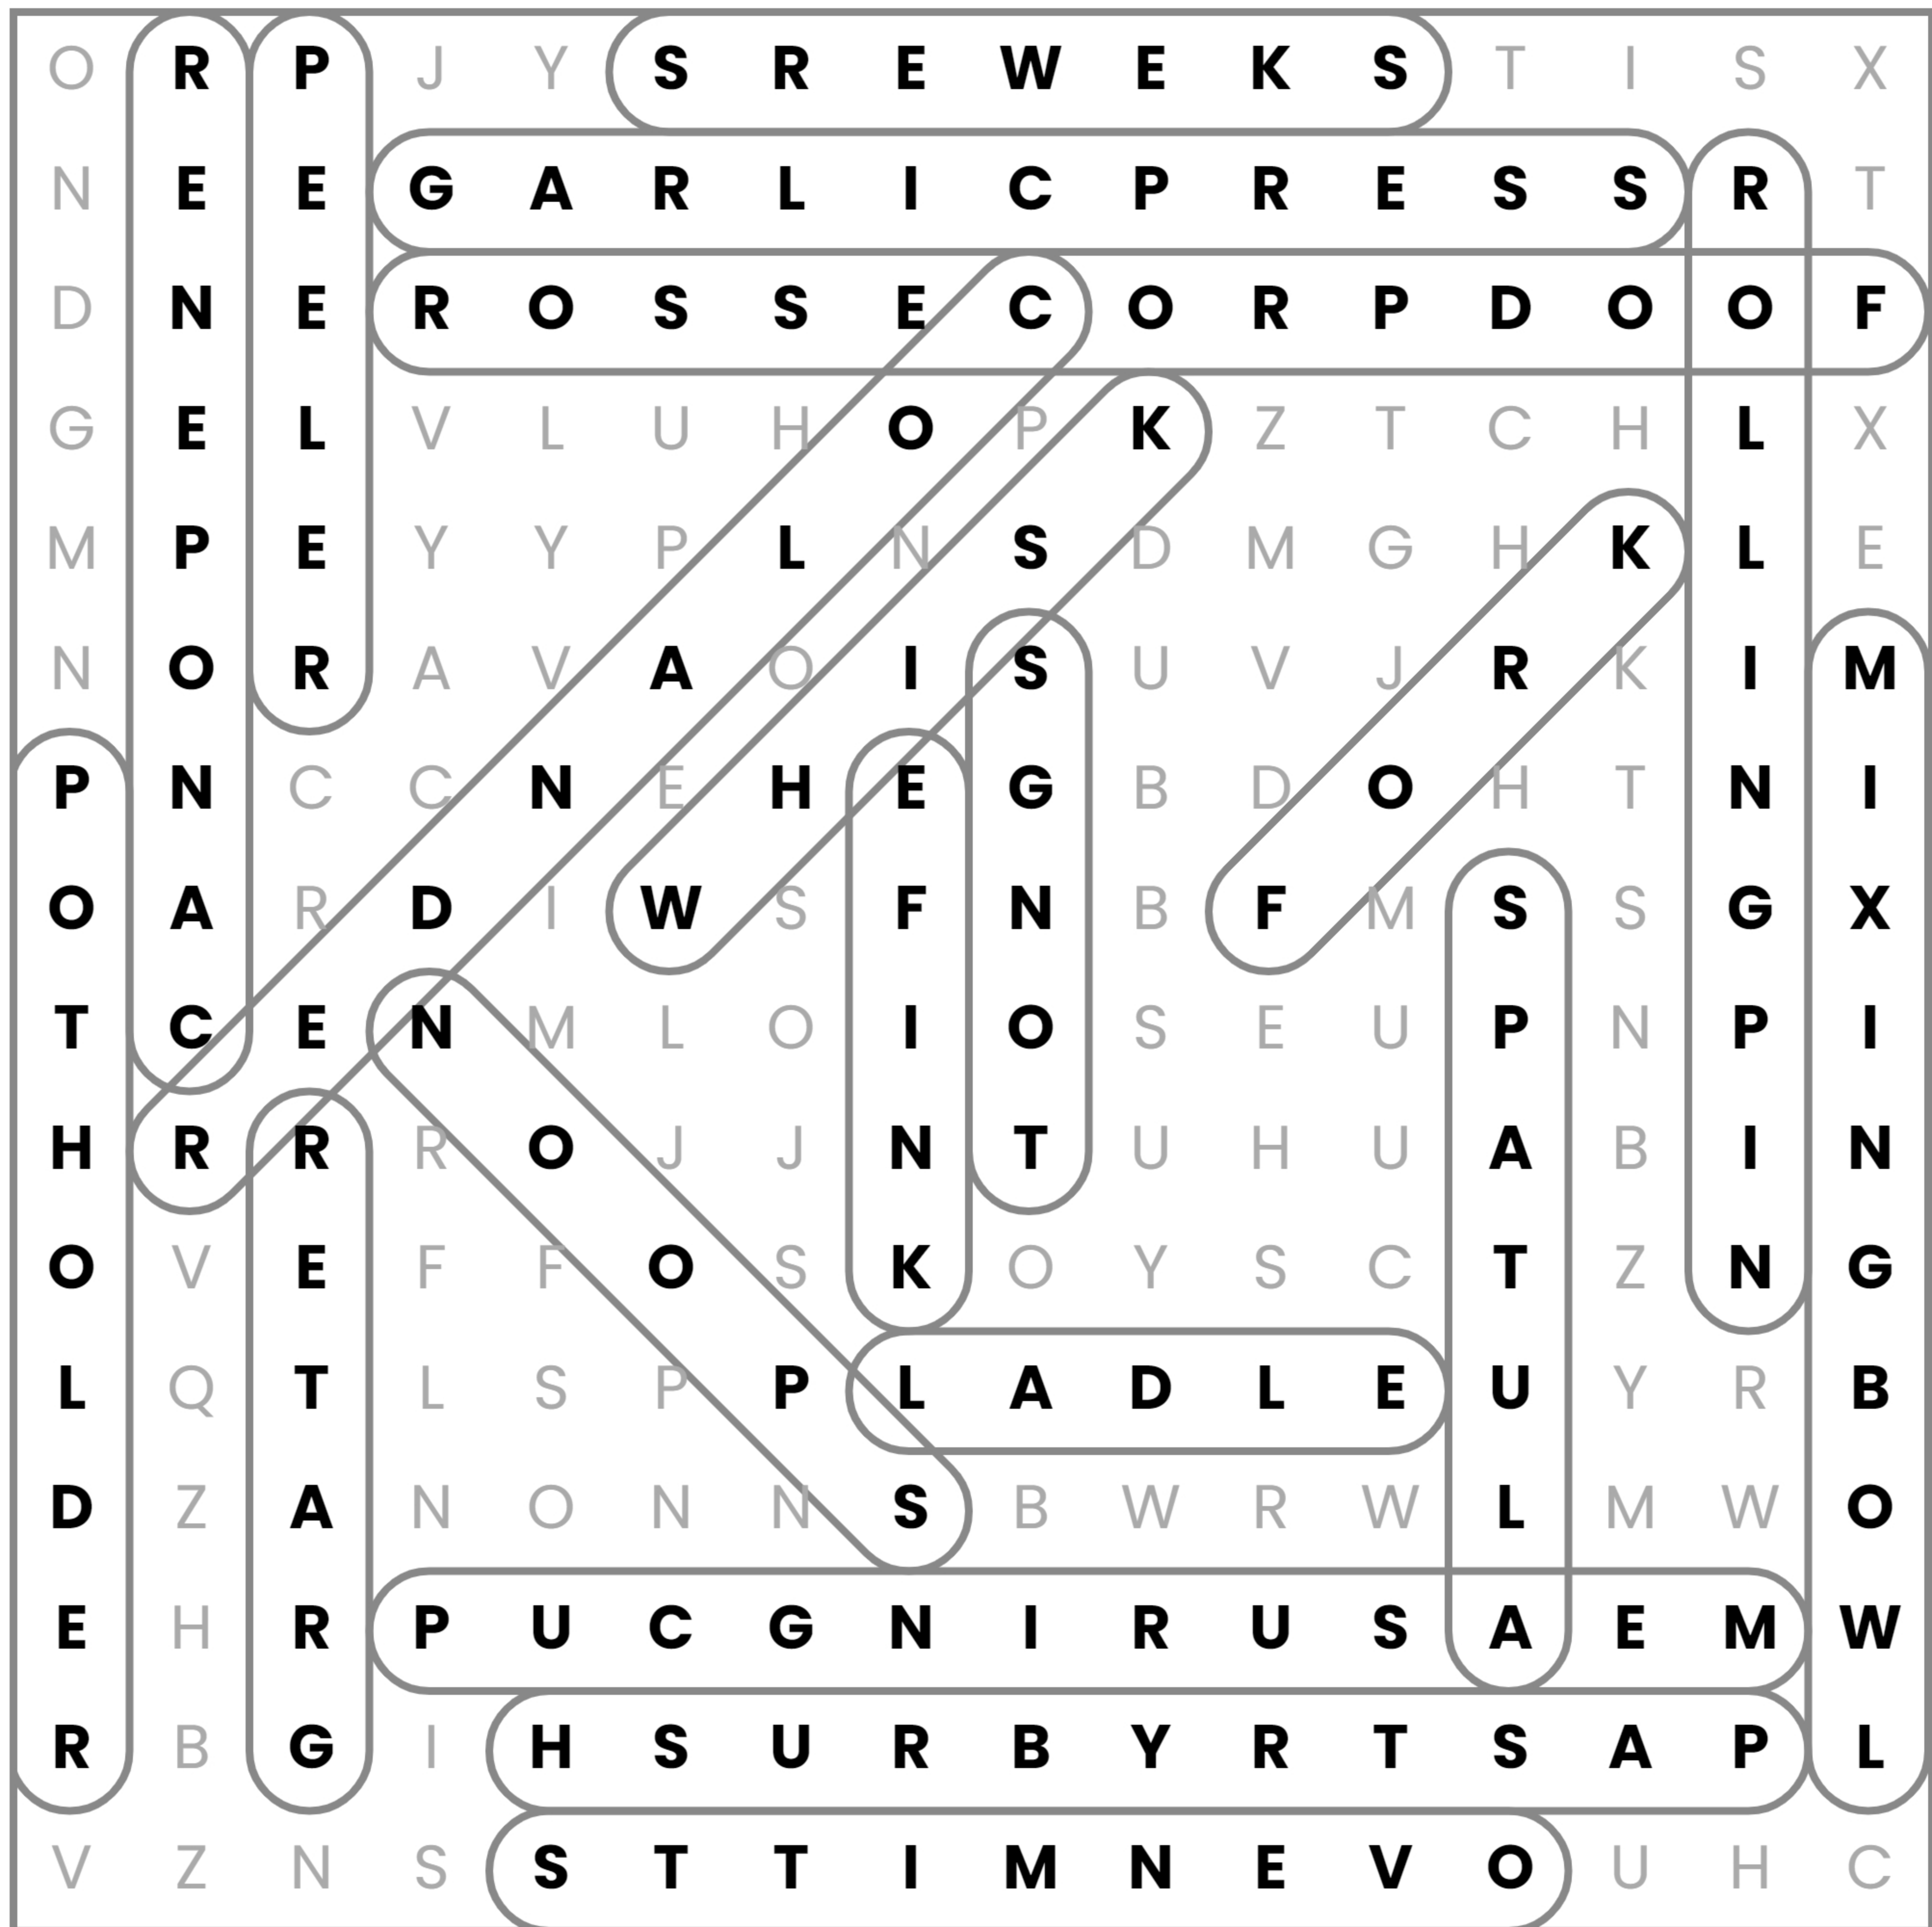 O R P J Y S R E W E K S T I S X
N E E G A R L I C P R E S S R T
D N E R O S S E C O R P D O O F
G E L V L U H O P K Z T C H L X
M P E Y Y P L N S D M G H K L E
N O R A V A O I S U V J R K I M
P N C C N E H E G B D O H T N I
O A R D I W S F N B F M S S G X
T C E N M L O I O S E U P N P I
H R R R O J J N T U H U A B I N
O V E F F O S K O Y S C T Z N G
L Q T L S P P L A D L E U Y R B
D Z A N O N N S B W R W L M W O
E H R P U C G N I R U S A E M W
R B G I H S U R B Y R T S A P L
V Z N S S T T I M N E V O U H C